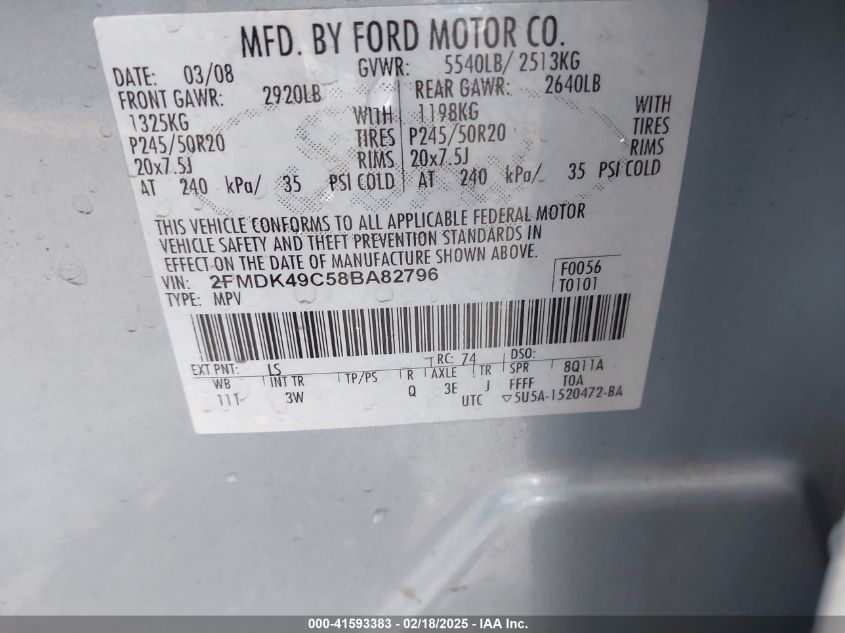 MFD. BY FORD MOTOR CO.
DATE: 03/08 GVWR: 5540LB/ 2513KG
FRONT GAWR: 2920LB REAR GAWR: 2640LB
1325KG WITH 1198KG WITH
P245/50R20 TIRES P245/50R20 TIRES
20x7.5J RIMS 20x7.5J RIMS
AT 240 kPa/ 35 PSI COLD AT 240 kPa/ 35 PSI COLD
THIS VEHICLE CONFORMS TO ALL APPLICABLE FEDERAL MOTOR
VEHICLE SAFETY AND THEFT PREVENTION STANDARDS IN
EFFECT ON THE DATE OF MANUFACTURE SHOWN ABOVE.
VIN: 2FMDK49C58BA82796 F0056
TYPE: MPV T0101
EXT PNT: LS RC: 74 DSO:
WB INT TR TP/PS R AXLE TR SPR 8Q11A
11T 3W Q 3E J FFFF TOA
UTC ▽5U5A-1520472-BA
000-41593383 - 02/18/2025 - IAA Inc.